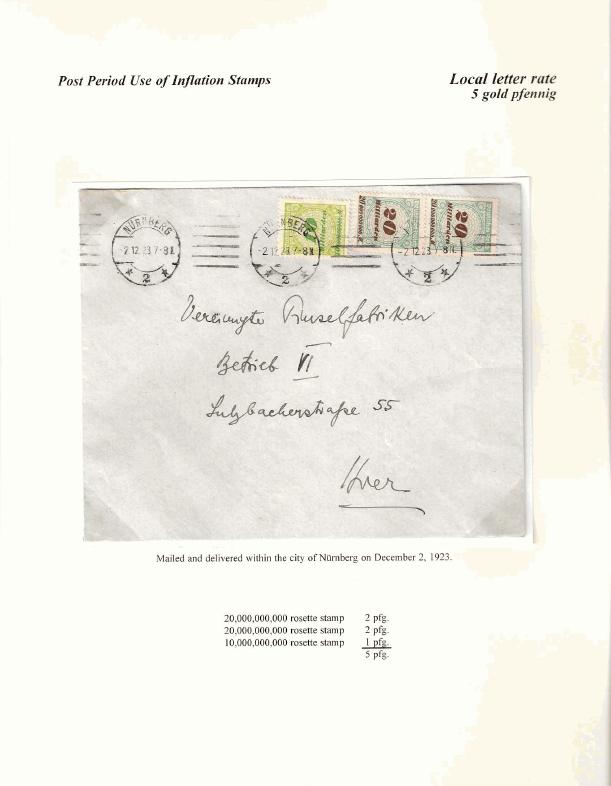 Post Period Use of Inflation Stamps
Local letter rate
5 gold pfennig
NÜRNBERG
-2.12.23.7-8N.
* 2 *
NÜRNBERG
-2.12.23.7-8N.
* 2 *
-2.12.23.7-8N.
* 2 *
20
Milliarden
20
Milliarden
Vereinigte Pinselfabriken
Betrieb VI
Sulzbacherstraße 55
Hier
Mailed and delivered within the city of Nürnberg on December 2, 1923.
20,000,000,000 rosette stamp 2 pfg.
20,000,000,000 rosette stamp 2 pfg.
10,000,000,000 rosette stamp 1 pfg.
5 pfg.